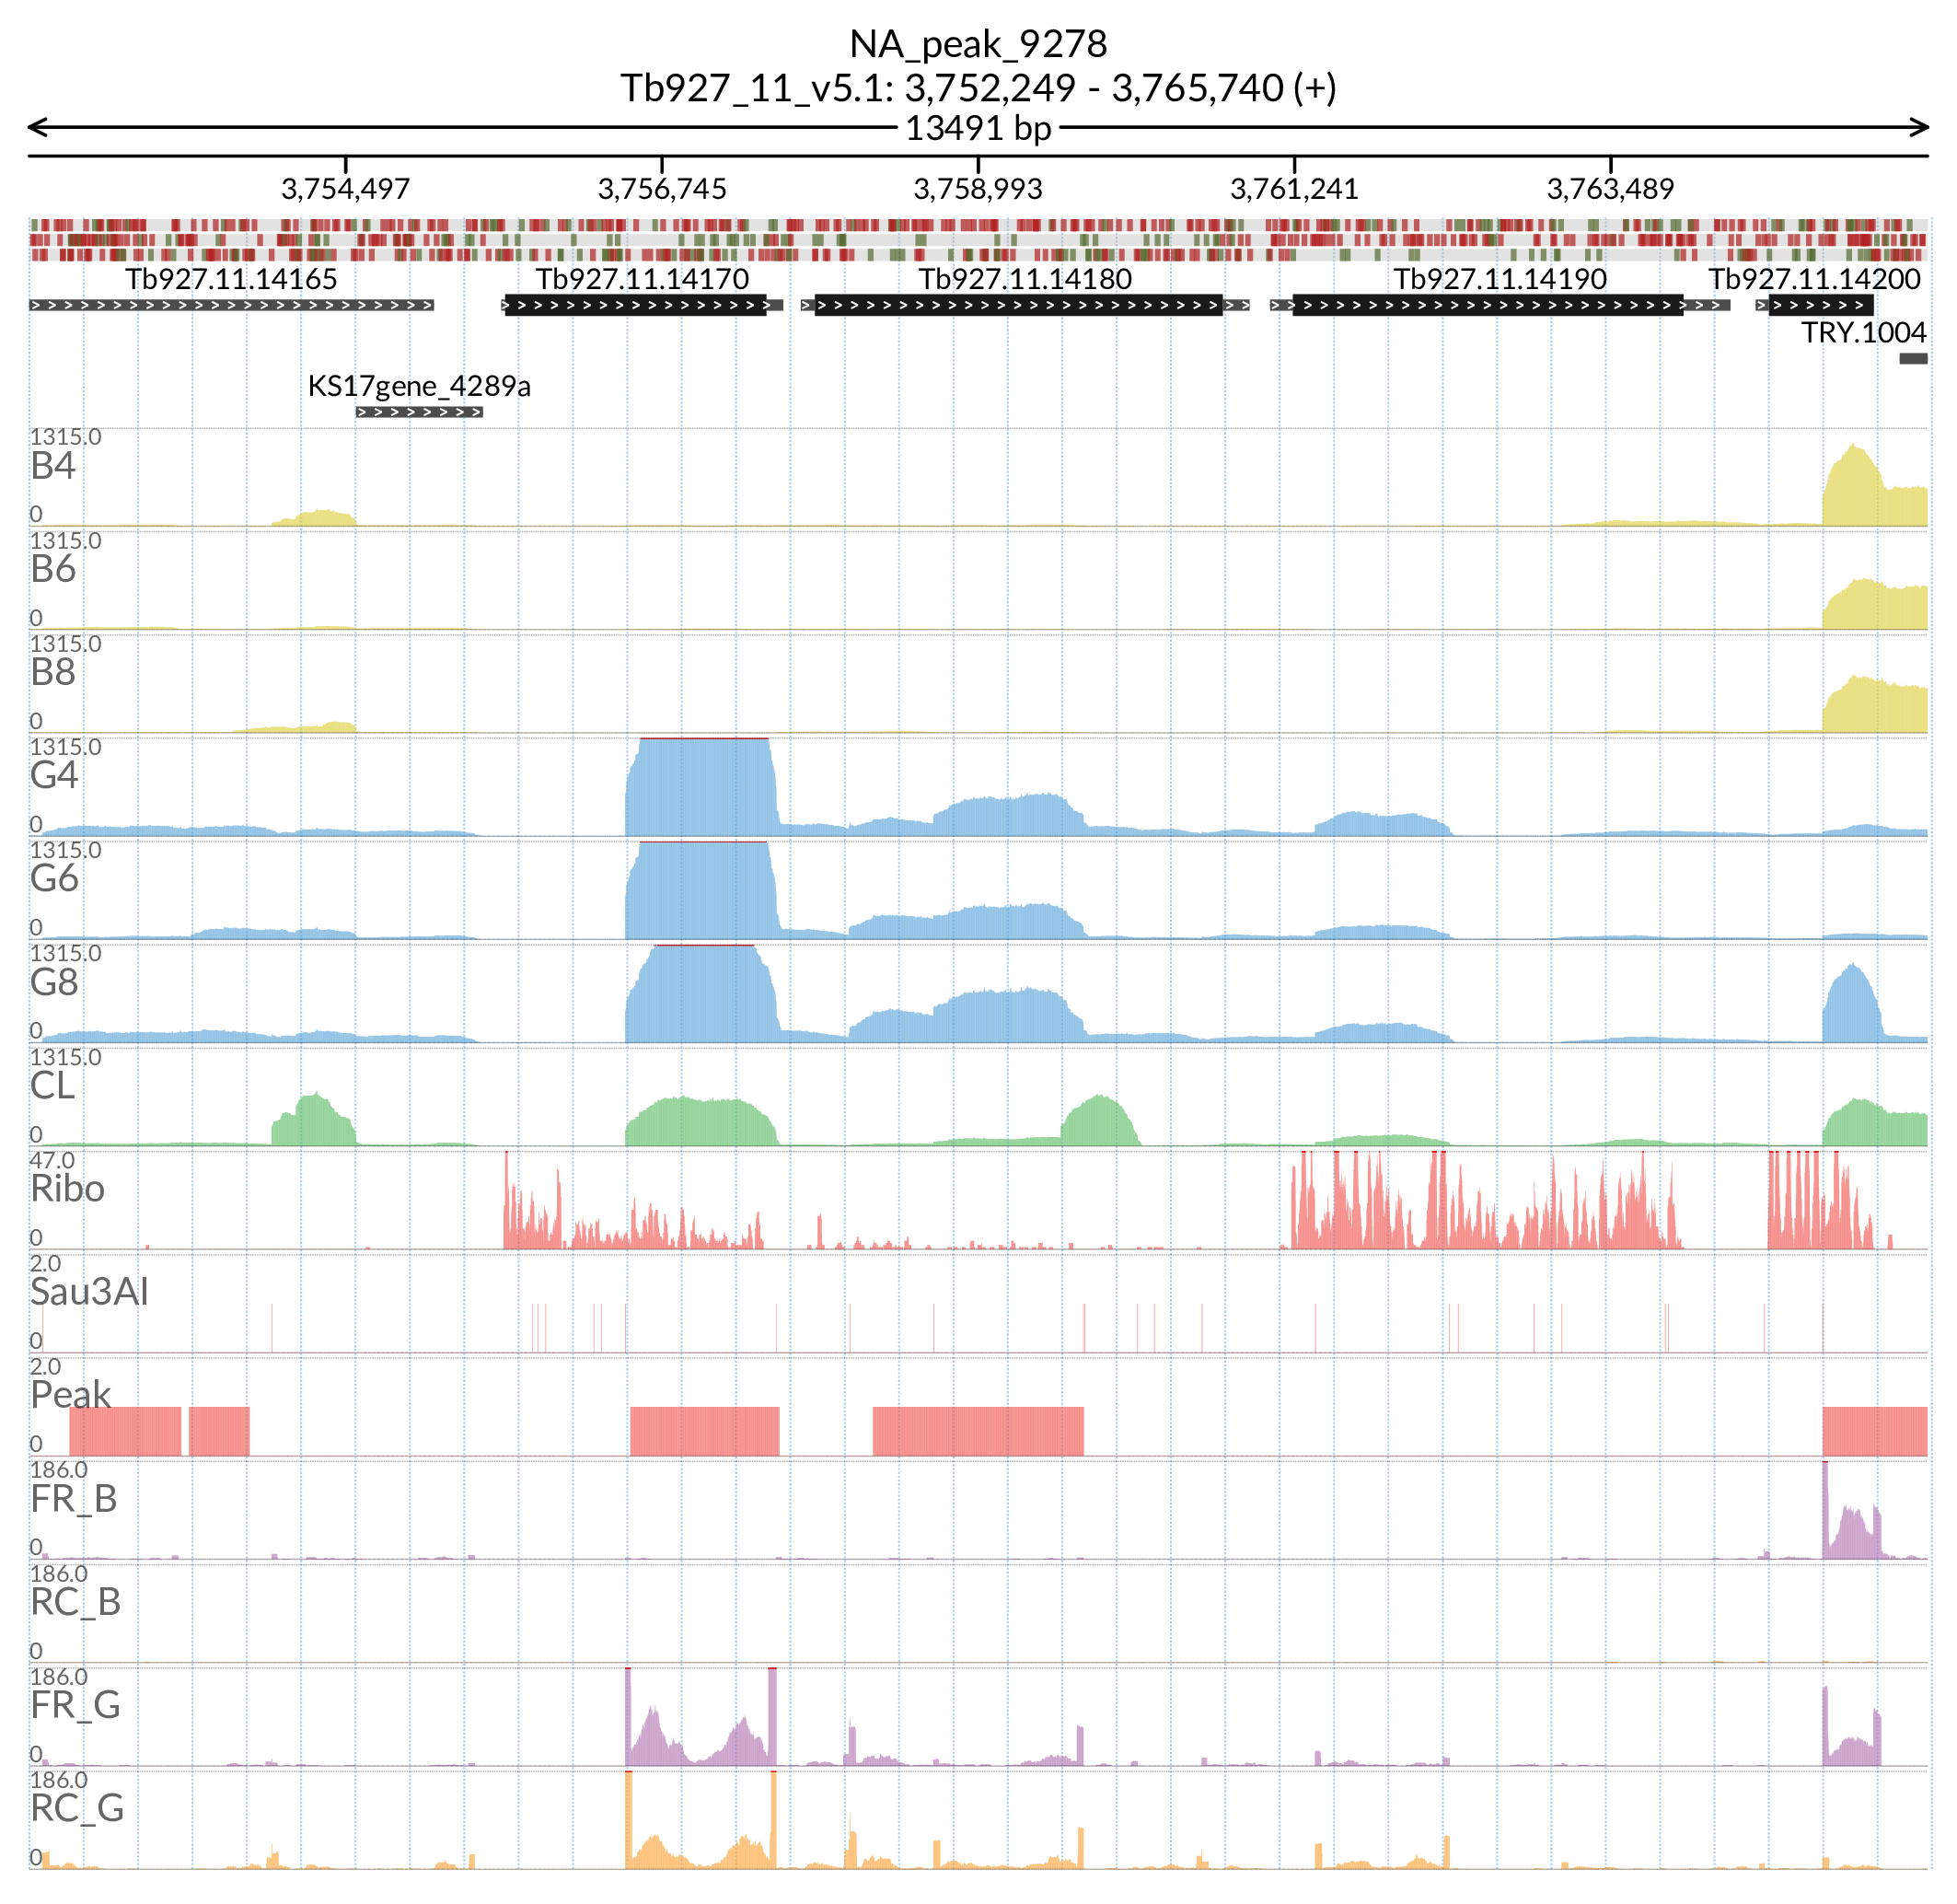 NA_peak_9278
Tb927_11_v5.1: 3,752,249 - 3,765,740 (+)
13491 bp
3,754,497 3,756,745 3,758,993 3,761,241 3,763,489
Tb927.11.14165 Tb927.11.14170 Tb927.11.14180 Tb927.11.14190 Tb927.11.14200
TRY.1004
KS17gene_4289a
1315.0
B4
0
1315.0
B6
0
1315.0
B8
0
1315.0
G4
0
1315.0
G6
0
1315.0
G8
0
1315.0
CL
0
47.0
Ribo
0
2.0
Sau3AI
0
2.0
Peak
0
186.0
FR_B
0
186.0
RC_B
0
186.0
FR_G
0
186.0
RC_G
0